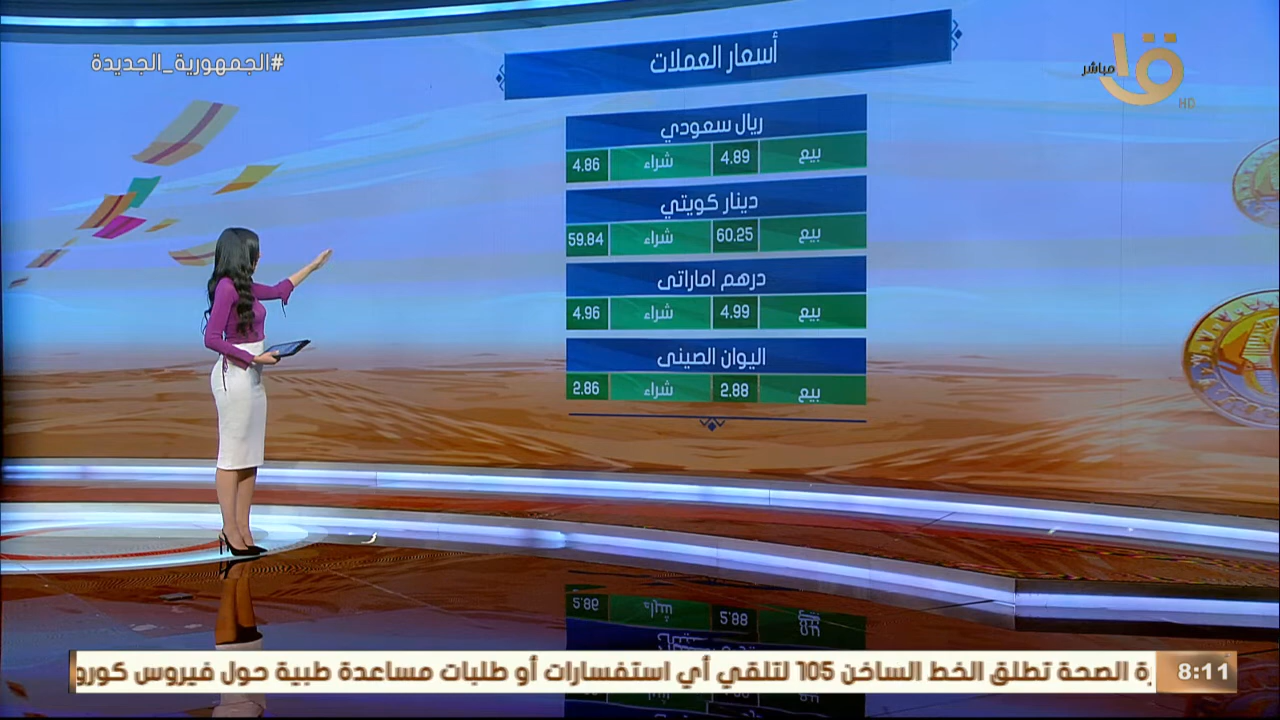 #الجمهورية_الجديدة
مباشر
HD
أسعار العملات
ريال سعودي
بيع 4.89 شراء 4.86
دينار كويتي
بيع 60.25 شراء 59.84
درهم اماراتى
بيع 4.99 شراء 4.96
اليوان الصينى
بيع 2.88 شراء 2.86
8:11
الصحة تطلق الخط الساخن 105 لتلقي أي استفسارات أو طلبات مساعدة طبية حول فيروس كورو